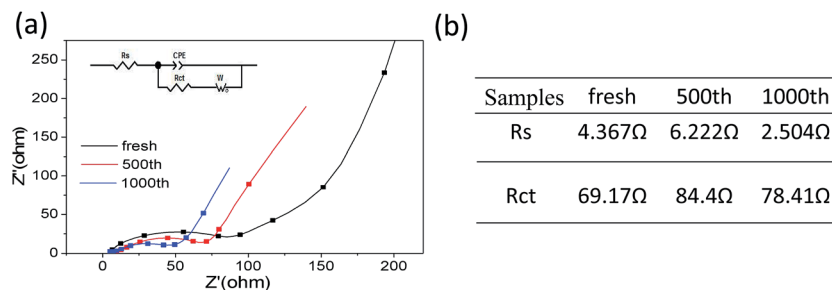 (a)
250
200
150
100
50
0
Z"(ohm)
Rs
CPE
Rct
W
o
fresh
500th
1000th
0
50
100
150
200
Z'(ohm)
(b)
Samples fresh 500th 1000th
Rs 4.367Ω 6.222Ω 2.504Ω
Rct 69.17Ω 84.4Ω 78.41Ω